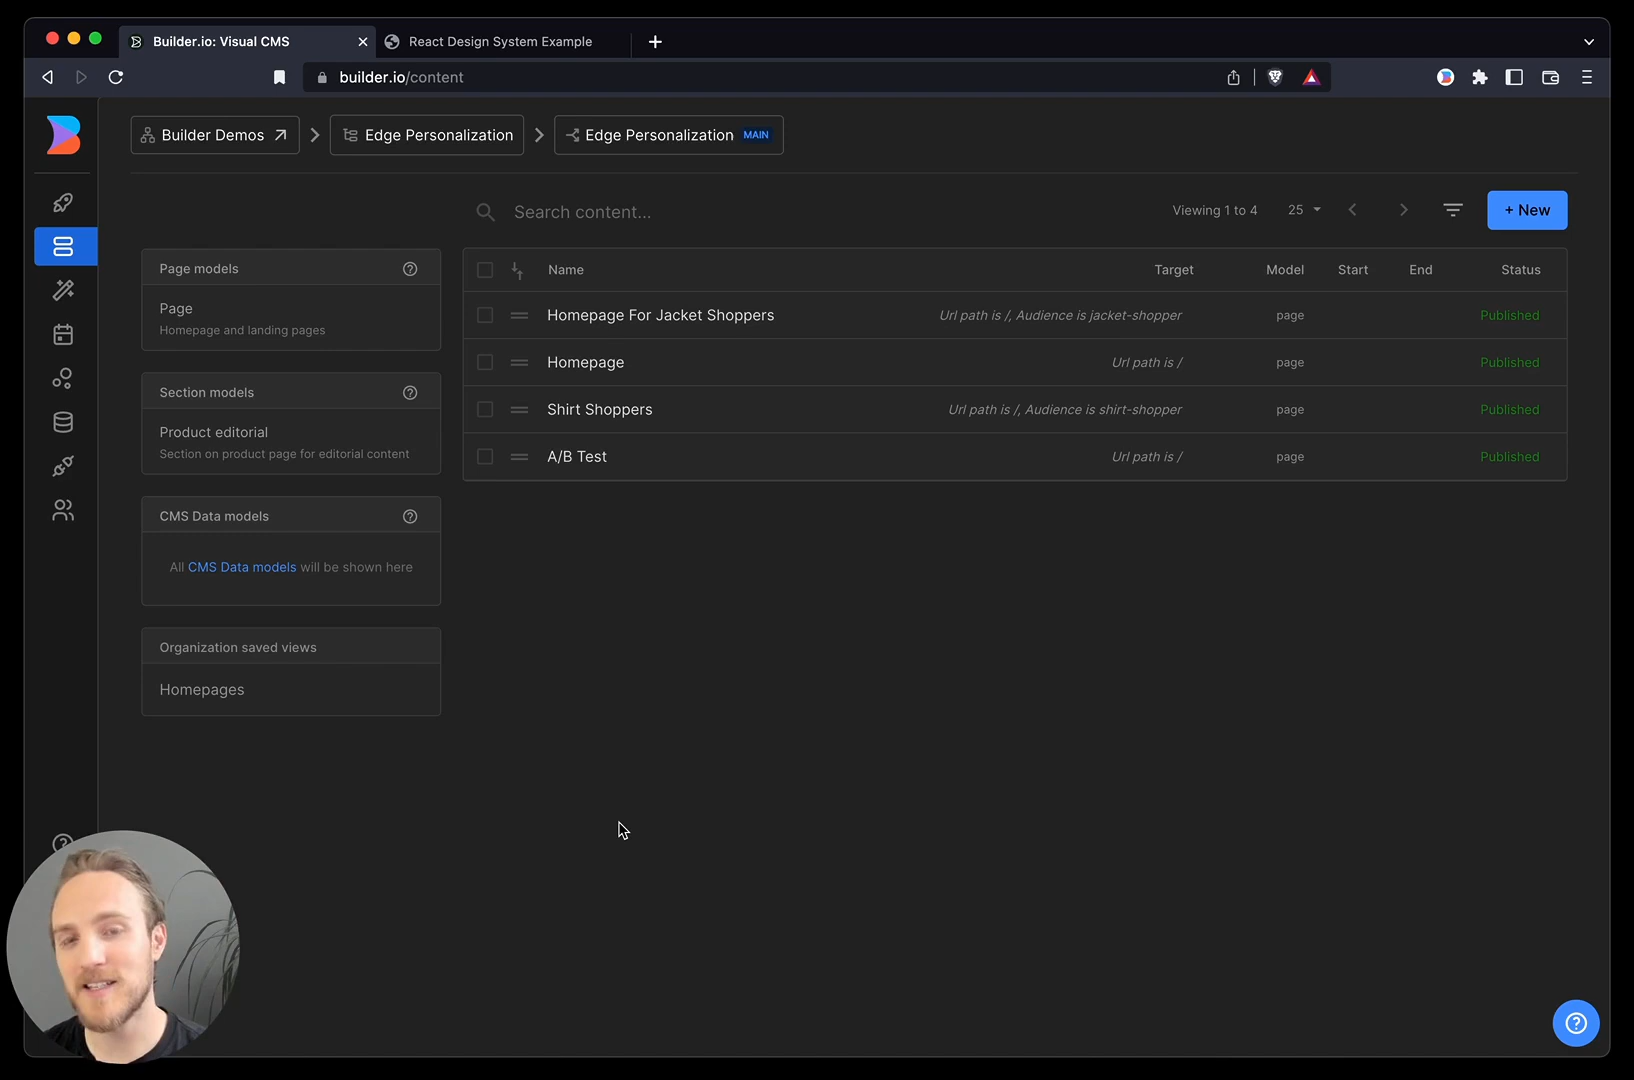 Builder.io: Visual CMS
React Design System Example
builder.io/content
Builder Demos
Edge Personalization
Edge Personalization MAIN
Search content...
Viewing 1 to 4
25
+ New
Page models
Page
Homepage and landing pages
Section models
Product editorial
Section on product page for editorial content
CMS Data models
All CMS Data models will be shown here
Organization saved views
Homepages
Name Target Model Start End Status
Homepage For Jacket Shoppers Url path is /, Audience is jacket-shopper page Published
Homepage Url path is / page Published
Shirt Shoppers Url path is /, Audience is shirt-shopper page Published
A/B Test Url path is / page Published